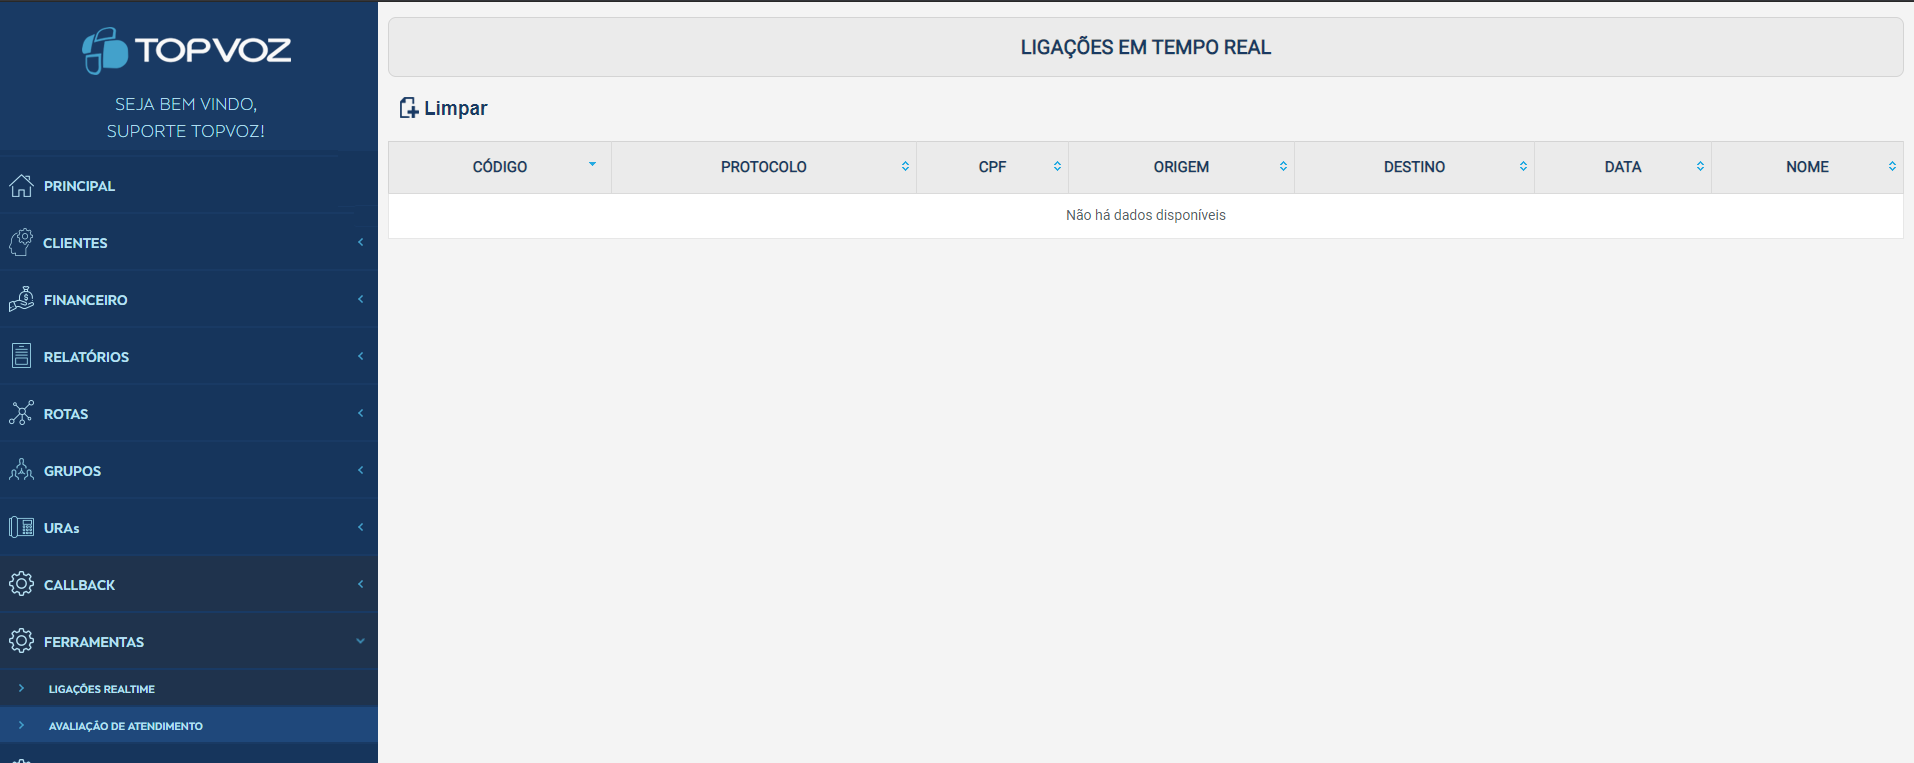 TOPVOZ
SEJA BEM VINDO,
SUPORTE TOPVOZ!
PRINCIPAL
CLIENTES
FINANCEIRO
RELATÓRIOS
ROTAS
GRUPOS
URAs
CALLBACK
FERRAMENTAS
LIGAÇÕES REALTIME
AVALIAÇÃO DE ATENDIMENTO
LIGAÇÕES EM TEMPO REAL
Limpar
CÓDIGO PROTOCOLO CPF ORIGEM DESTINO DATA NOME
Não há dados disponíveis